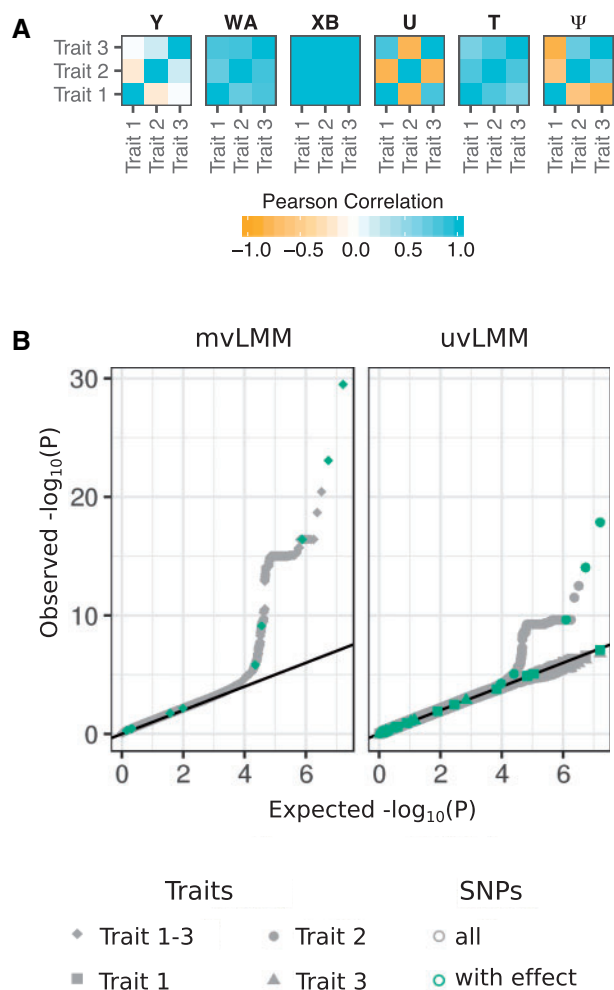 A
Y WA XB U T Ψ
Trait 3
Trait 2
Trait 1
Trait 1 Trait 2 Trait 3 Trait 1 Trait 2 Trait 3 Trait 1 Trait 2 Trait 3 Trait 1 Trait 2 Trait 3 Trait 1 Trait 2 Trait 3 Trait 1 Trait 2 Trait 3
Pearson Correlation
−1.0 −0.5 0.0 0.5 1.0
B
mvLMM uvLMM
Observed -log₁₀(P)
30
20
10
0
0 2 4 6 0 2 4 6
Expected -log₁₀(P)
Traits SNPs
Trait 1-3 Trait 2 all
Trait 1 Trait 3 with effect